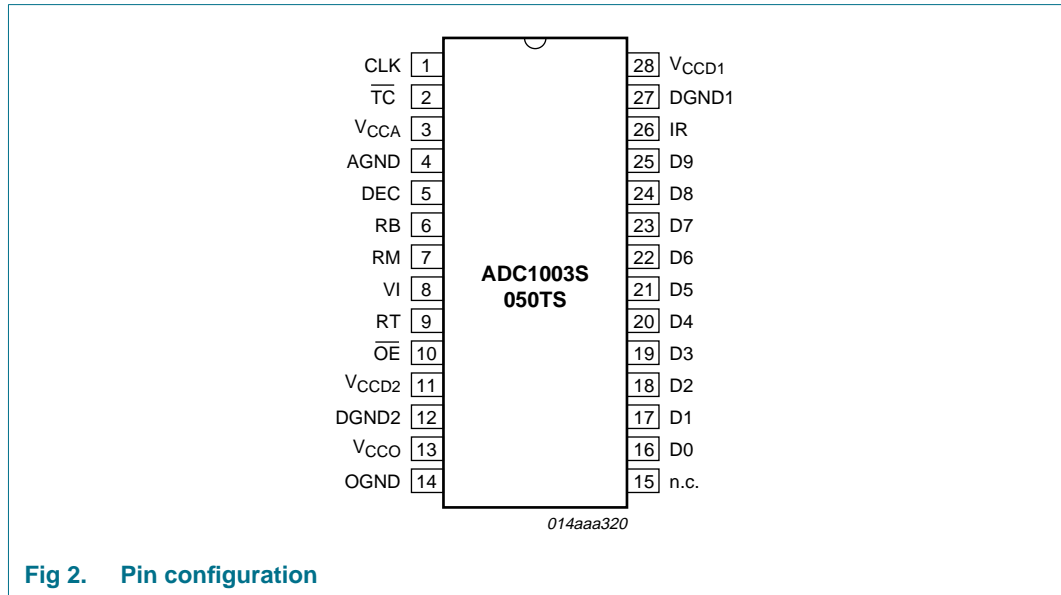 CLK 1
TC 2
VCCA 3
AGND 4
DEC 5
RB 6
RM 7
VI 8
RT 9
OE 10
VCCD2 11
DGND2 12
VCCO 13
OGND 14
ADC1003S
050TS
28 VCCD1
27 DGND1
26 IR
25 D9
24 D8
23 D7
22 D6
21 D5
20 D4
19 D3
18 D2
17 D1
16 D0
15 n.c.
014aaa320
Fig 2. Pin configuration